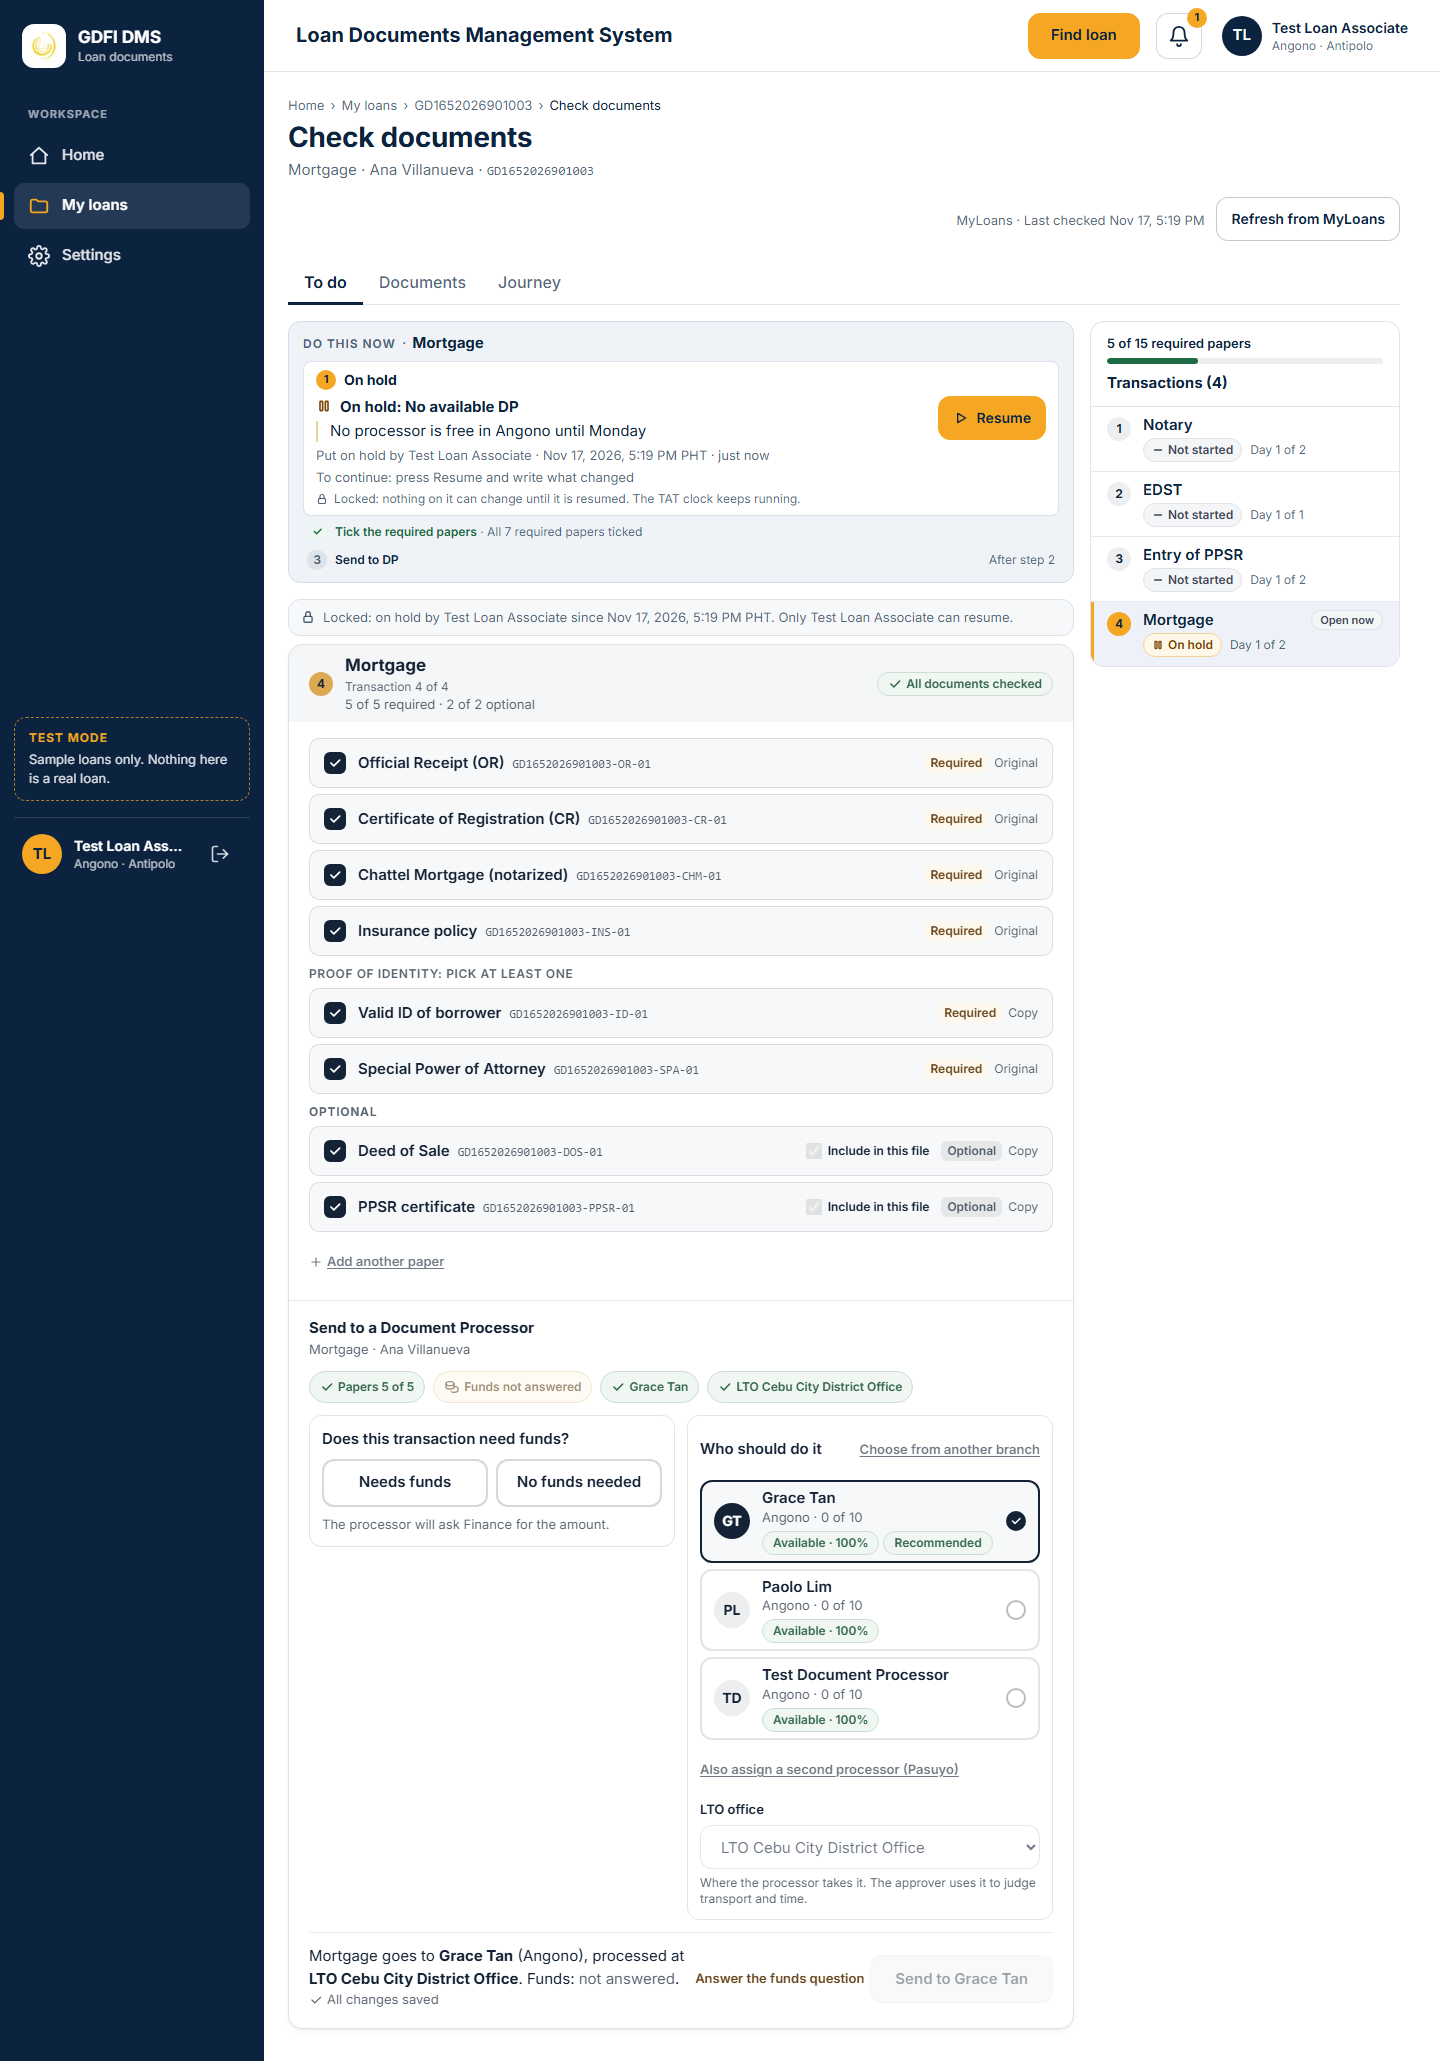 GDFI DMS
Loan documents
WORKSPACE
Home
My loans
Settings
TEST MODE
Sample loans only. Nothing here
is a real loan.
TL
Test Loan Ass...
Angono · Antipolo
Loan Documents Management System
Find loan
1
TL
Test Loan Associate
Angono · Antipolo
Home › My loans › GD1652026901003 › Check documents
Check documents
Mortgage · Ana Villanueva · GD1652026901003
MyLoans · Last checked Nov 17, 5:19 PM
Refresh from MyLoans
To do
Documents
Journey
DO THIS NOW · Mortgage
1 On hold
On hold: No available DP
No processor is free in Angono until Monday
Put on hold by Test Loan Associate · Nov 17, 2026, 5:19 PM PHT · just now
To continue: press Resume and write what changed
Locked: nothing on it can change until it is resumed. The TAT clock keeps running.
Resume
Tick the required papers · All 7 required papers ticked
3 Send to DP
After step 2
5 of 15 required papers
Transactions (4)
1 Notary
Not started Day 1 of 2
2 EDST
Not started Day 1 of 1
3 Entry of PPSR
Not started Day 1 of 2
4 Mortgage Open now
On hold Day 1 of 2
Locked: on hold by Test Loan Associate since Nov 17, 2026, 5:19 PM PHT. Only Test Loan Associate can resume.
4
Mortgage
Transaction 4 of 4
5 of 5 required · 2 of 2 optional
All documents checked
Official Receipt (OR) GD1652026901003-OR-01 Required Original
Certificate of Registration (CR) GD1652026901003-CR-01 Required Original
Chattel Mortgage (notarized) GD1652026901003-CHM-01 Required Original
Insurance policy GD1652026901003-INS-01 Required Original
PROOF OF IDENTITY: PICK AT LEAST ONE
Valid ID of borrower GD1652026901003-ID-01 Required Copy
Special Power of Attorney GD1652026901003-SPA-01 Required Original
OPTIONAL
Deed of Sale GD1652026901003-DOS-01 Include in this file Optional Copy
PPSR certificate GD1652026901003-PPSR-01 Include in this file Optional Copy
+ Add another paper
Send to a Document Processor
Mortgage · Ana Villanueva
Papers 5 of 5
Funds not answered
Grace Tan
LTO Cebu City District Office
Does this transaction need funds?
Needs funds
No funds needed
The processor will ask Finance for the amount.
Who should do it
Choose from another branch
GT
Grace Tan
Angono · 0 of 10
Available · 100% Recommended
PL
Paolo Lim
Angono · 0 of 10
Available · 100%
TD
Test Document Processor
Angono · 0 of 10
Available · 100%
Also assign a second processor (Pasuyo)
LTO office
LTO Cebu City District Office
Where the processor takes it. The approver uses it to judge
transport and time.
Mortgage goes to Grace Tan (Angono), processed at
LTO Cebu City District Office. Funds: not answered.
All changes saved
Answer the funds question
Send to Grace Tan